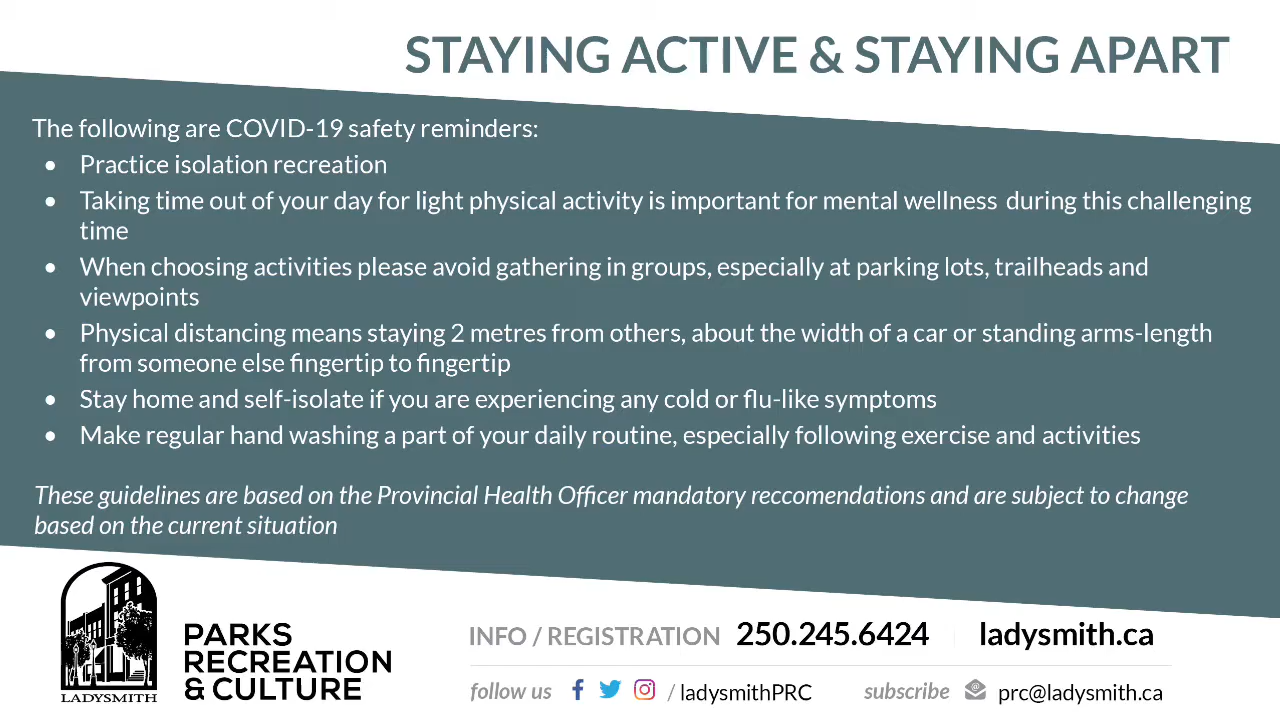 STAYING ACTIVE & STAYING APART
The following are COVID-19 safety reminders:
• Practice isolation recreation
• Taking time out of your day for light physical activity is important for mental wellness during this challenging
time
• When choosing activities please avoid gathering in groups, especially at parking lots, trailheads and
viewpoints
• Physical distancing means staying 2 metres from others, about the width of a car or standing arms-length
from someone else fingertip to fingertip
• Stay home and self-isolate if you are experiencing any cold or flu-like symptoms
• Make regular hand washing a part of your daily routine, especially following exercise and activities
These guidelines are based on the Provincial Health Officer mandatory reccomendations and are subject to change
based on the current situation
LADYSMITH
PARKS
RECREATION
& CULTURE
INFO / REGISTRATION 250.245.6424 ladysmith.ca
follow us / ladysmithPRC subscribe prc@ladysmith.ca